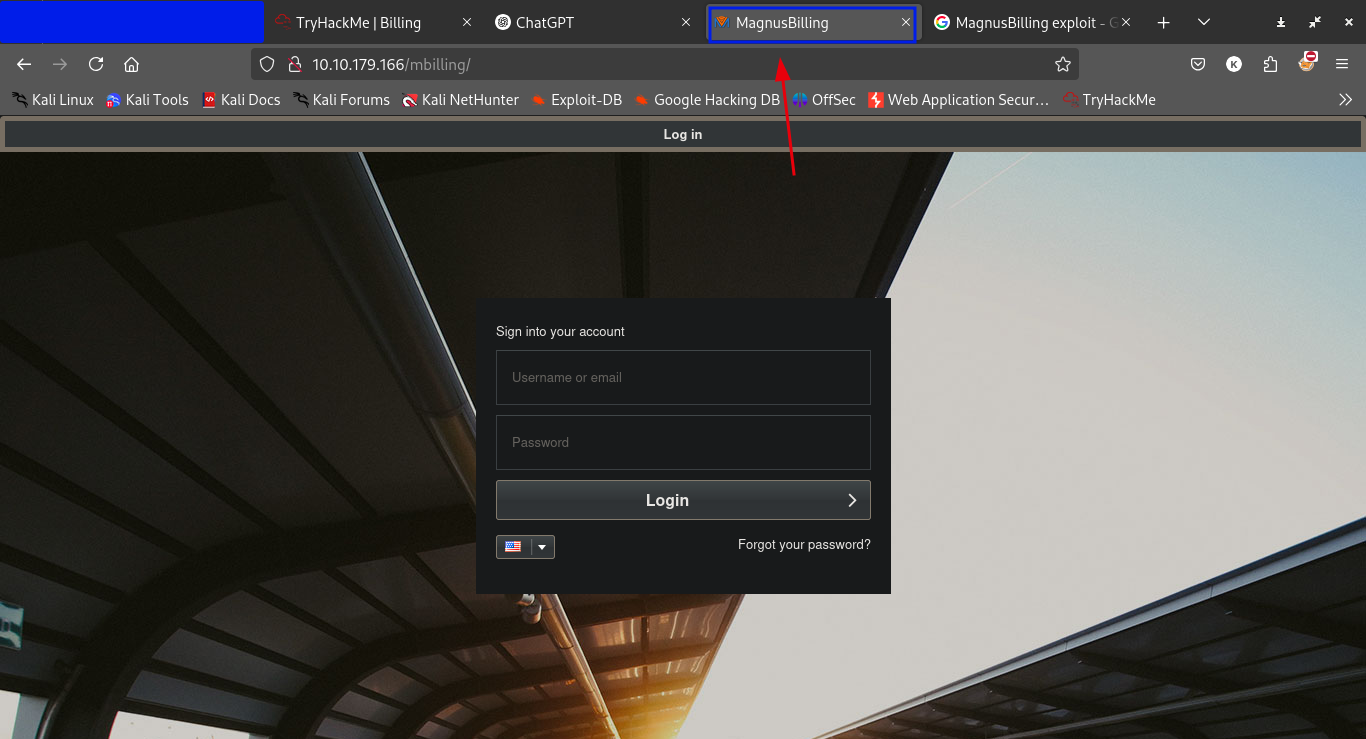 TryHackMe | Billing
ChatGPT
MagnusBilling
MagnusBilling exploit - G
10.10.179.166/mbilling/
K
Kali Linux
Kali Tools
Kali Docs
Kali Forums
Kali NetHunter
Exploit-DB
Google Hacking DB
OffSec
Web Application Secur…
TryHackMe
Log in
Sign into your account
Username or email
Password
Login
Forgot your password?